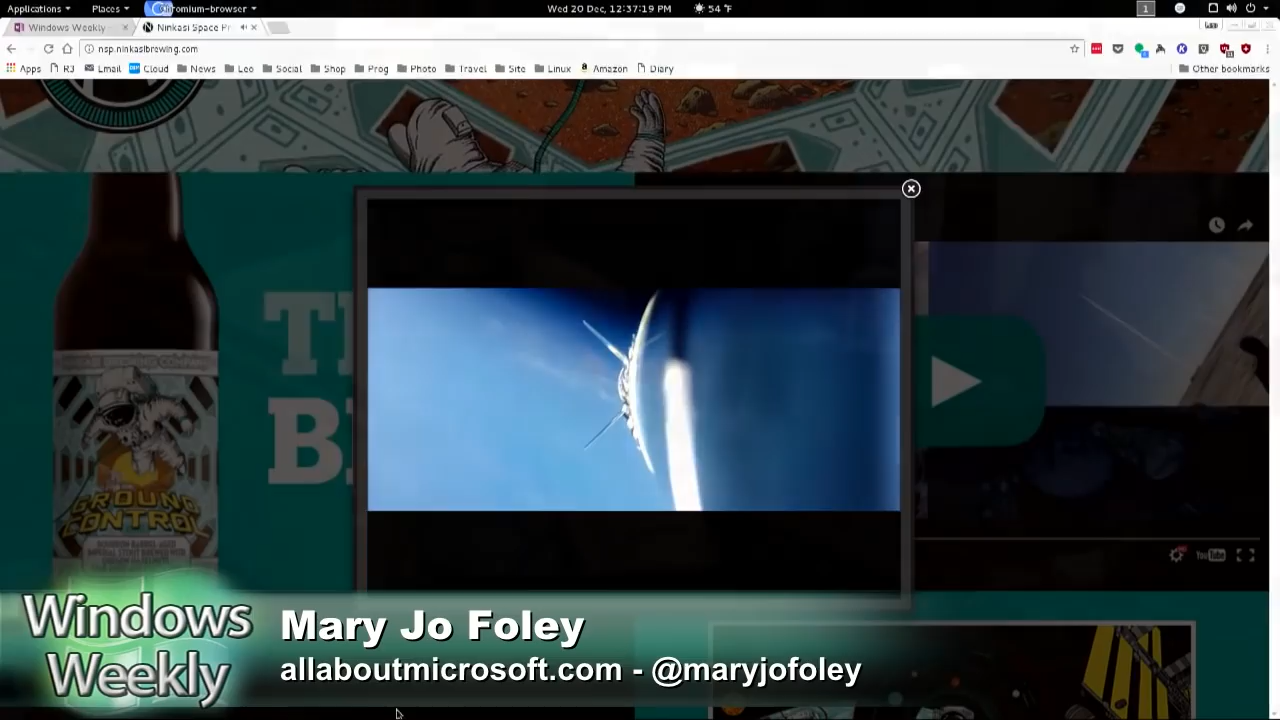 Applications
Places
Chromium-browser
Wed 20 Dec, 12:37:19 PM
54 °F
1
Windows Weekly
Ninkasi Space Pr
nsp.ninkasibrewing.com
Apps
RJ
Email
Cloud
News
Leo
Social
Shop
Prog
Photo
Travel
Site
Linux
Amazon
Diary
Other bookmarks
GROUND
CONTROL
YouTube
Windows
Weekly
Mary Jo Foley
allaboutmicrosoft.com - @maryjofoley